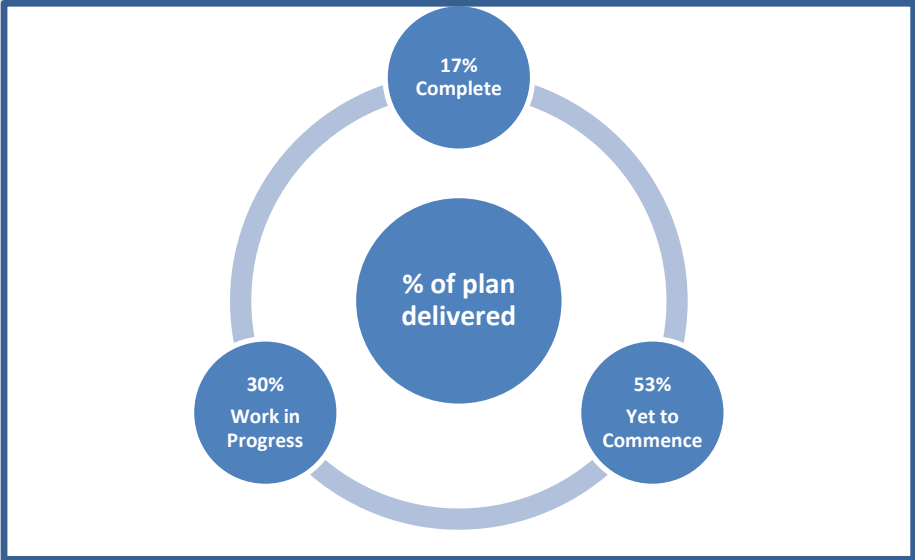 17%
Complete
% of plan
delivered
30%
Work in
Progress
53%
Yet to
Commence